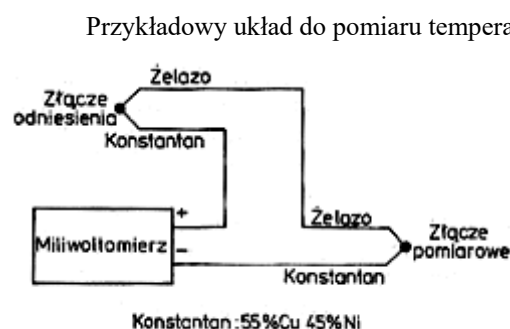 Przykładowy układ do pomiaru tempera
Żelazo
Złącze
odniesienia
Konstantan
+
Miliwoltomierz
–
Żelazo
Złącze
pomiarowe
Konstantan
Konstantan: 55%Cu 45%Ni